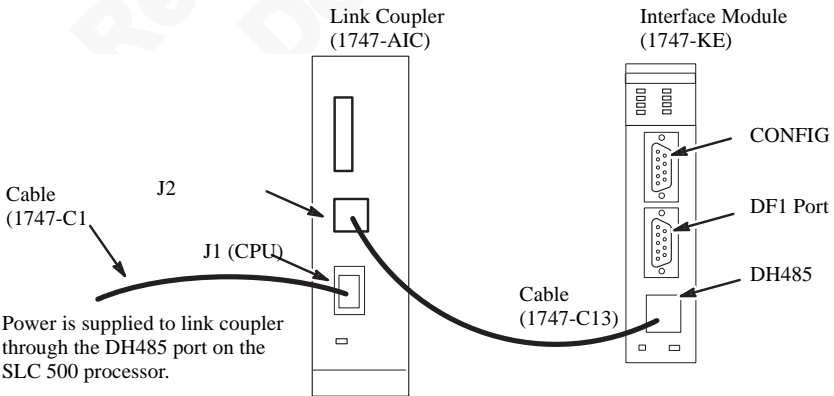 Link Coupler
(1747-AIC)
Interface Module
(1747-KE)
CONFIG
J2
Cable
(1747-C1
DF1 Port
J1 (CPU)
DH485
Cable
(1747-C13)
Power is supplied to link coupler
through the DH485 port on the
SLC 500 processor.